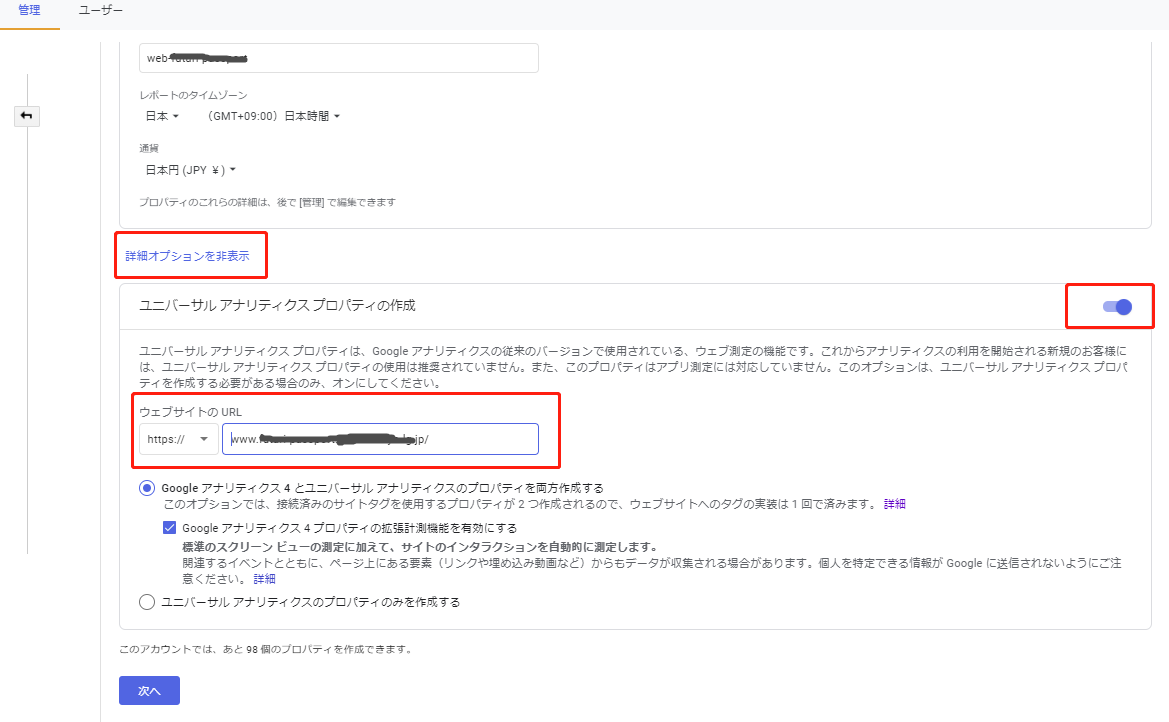 管理 ユーザー
web-
レポートのタイムゾーン
日本 (GMT+09:00) 日本時間
通貨
日本円 (JPY ¥)
プロパティのこれらの詳細は、後で [管理] で編集できます
詳細オプションを非表示
ユニバーサル アナリティクス プロパティの作成
ユニバーサル アナリティクス プロパティは、Google アナリティクスの従来のバージョンで使用されている、ウェブ測定の機能です。これからアナリティクスの利用を開始される新規のお客様に
は、ユニバーサル アナリティクス プロパティの使用は推奨されていません。また、このプロパティはアプリ測定には対応していません。このオプションは、ユニバーサル アナリティクス プロパ
ティを作成する必要がある場合のみ、オンにしてください。
ウェブサイトの URL
https:// www. .jp/
Google アナリティクス 4 とユニバーサル アナリティクスのプロパティを両方作成する
このオプションでは、接続済みのサイトタグを使用するプロパティが 2 つ作成されるので、ウェブサイトへのタグの実装は 1 回で済みます。 詳細
Google アナリティクス 4 プロパティの拡張計測機能を有効にする
標準のスクリーン ビューの測定に加えて、サイトのインタラクションを自動的に測定します。
関連するイベントとともに、ページ上にある要素（リンクや埋め込み動画など）からもデータが収集される場合があります。個人を特定できる情報が Google に送信されないようにご注
意ください。 詳細
ユニバーサル アナリティクスのプロパティのみを作成する
このアカウントでは、あと 98 個のプロパティを作成できます。
次へ